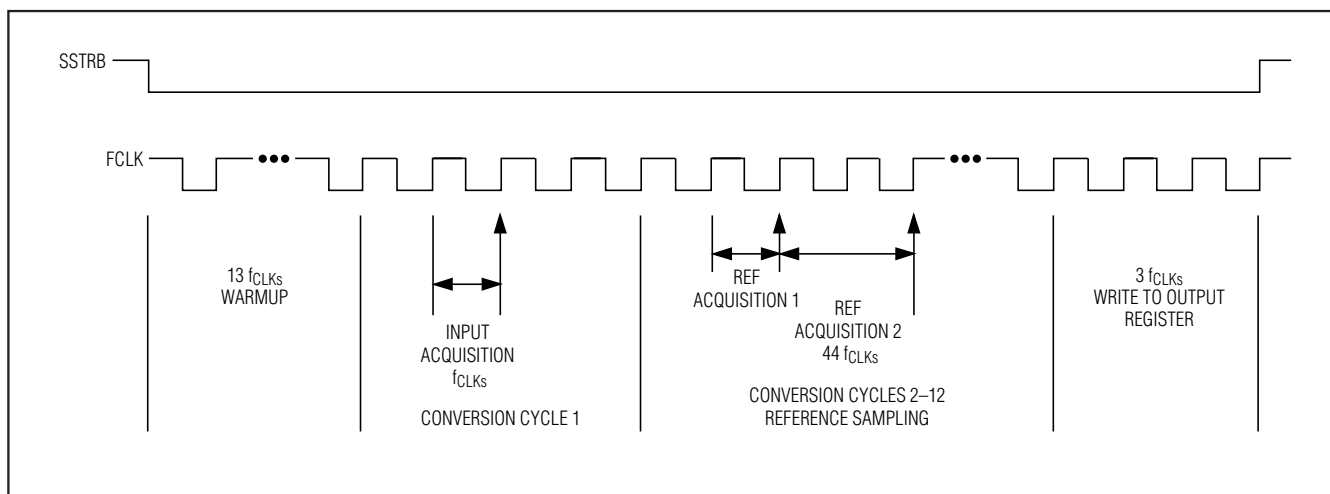 SSTRB
FCLK
13 fCLKs
WARMUP
INPUT
ACQUISITION
fCLKs
CONVERSION CYCLE 1
REF
ACQUISITION 1
REF
ACQUISITION 2
44 fCLKs
CONVERSION CYCLES 2–12
REFERENCE SAMPLING
3 fCLKs
WRITE TO OUTPUT
REGISTER